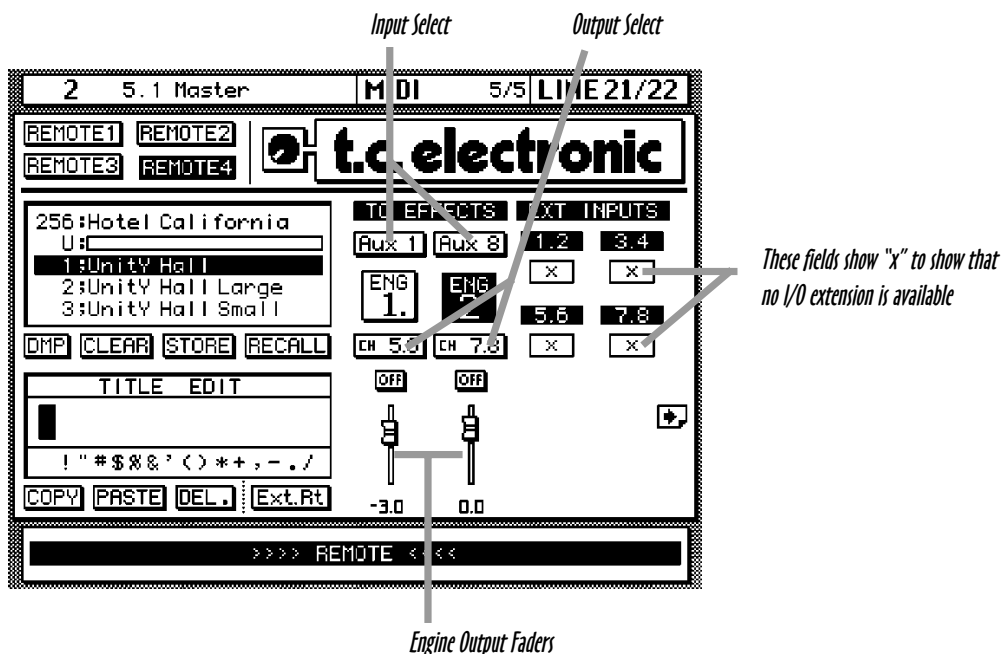 Input Select
Output Select
2 5.1 Master MIDI 5/5 LINE 21/22
REMOTE1 REMOTE2
REMOTE3 REMOTE4
t.c. electronic
256:Hotel California
U:
1:Unity Hall
2:Unity Hall Large
3:Unity Hall Small
DMP CLEAR STORE RECALL
TITLE EDIT
! " # $ % & ' ( ) * + , - . /
COPY PASTE DEL. Ext.Rt
TO EFFECTS EXT INPUTS
Aux 1 Aux 8 1.2 3.4
x x
ENG 1. ENG 2
5.6 7.8
CH 5.6 CH 7.8 x x
OFF OFF
-3.0 0.0
>>>> REMOTE <<<<
These fields show "x" to show that
no I/O extension is available
Engine Output Faders